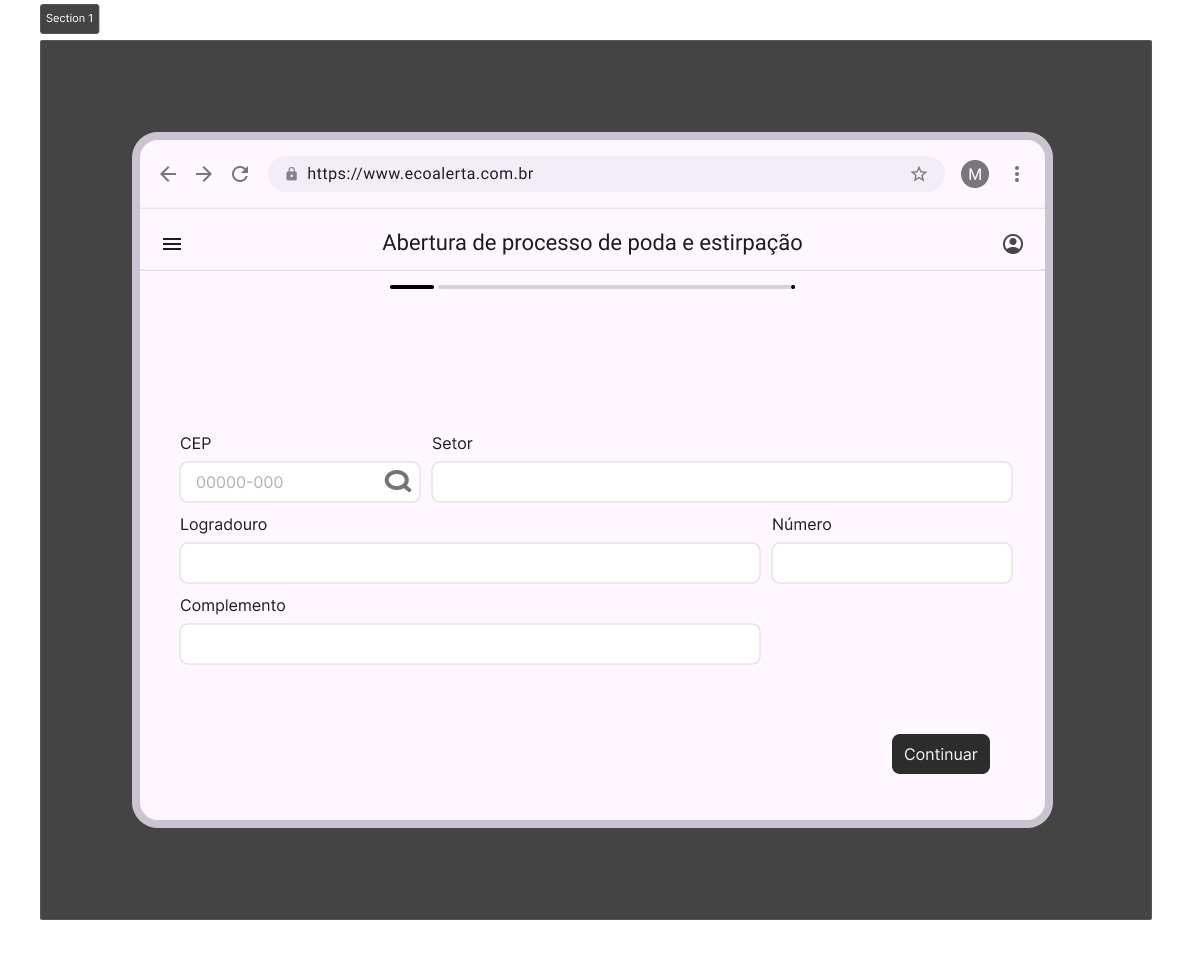 Section 1
https://www.ecoalerta.com.br
M
Abertura de processo de poda e estirpação
CEP
Setor
00000-000
Logradouro
Número
Complemento
Continuar